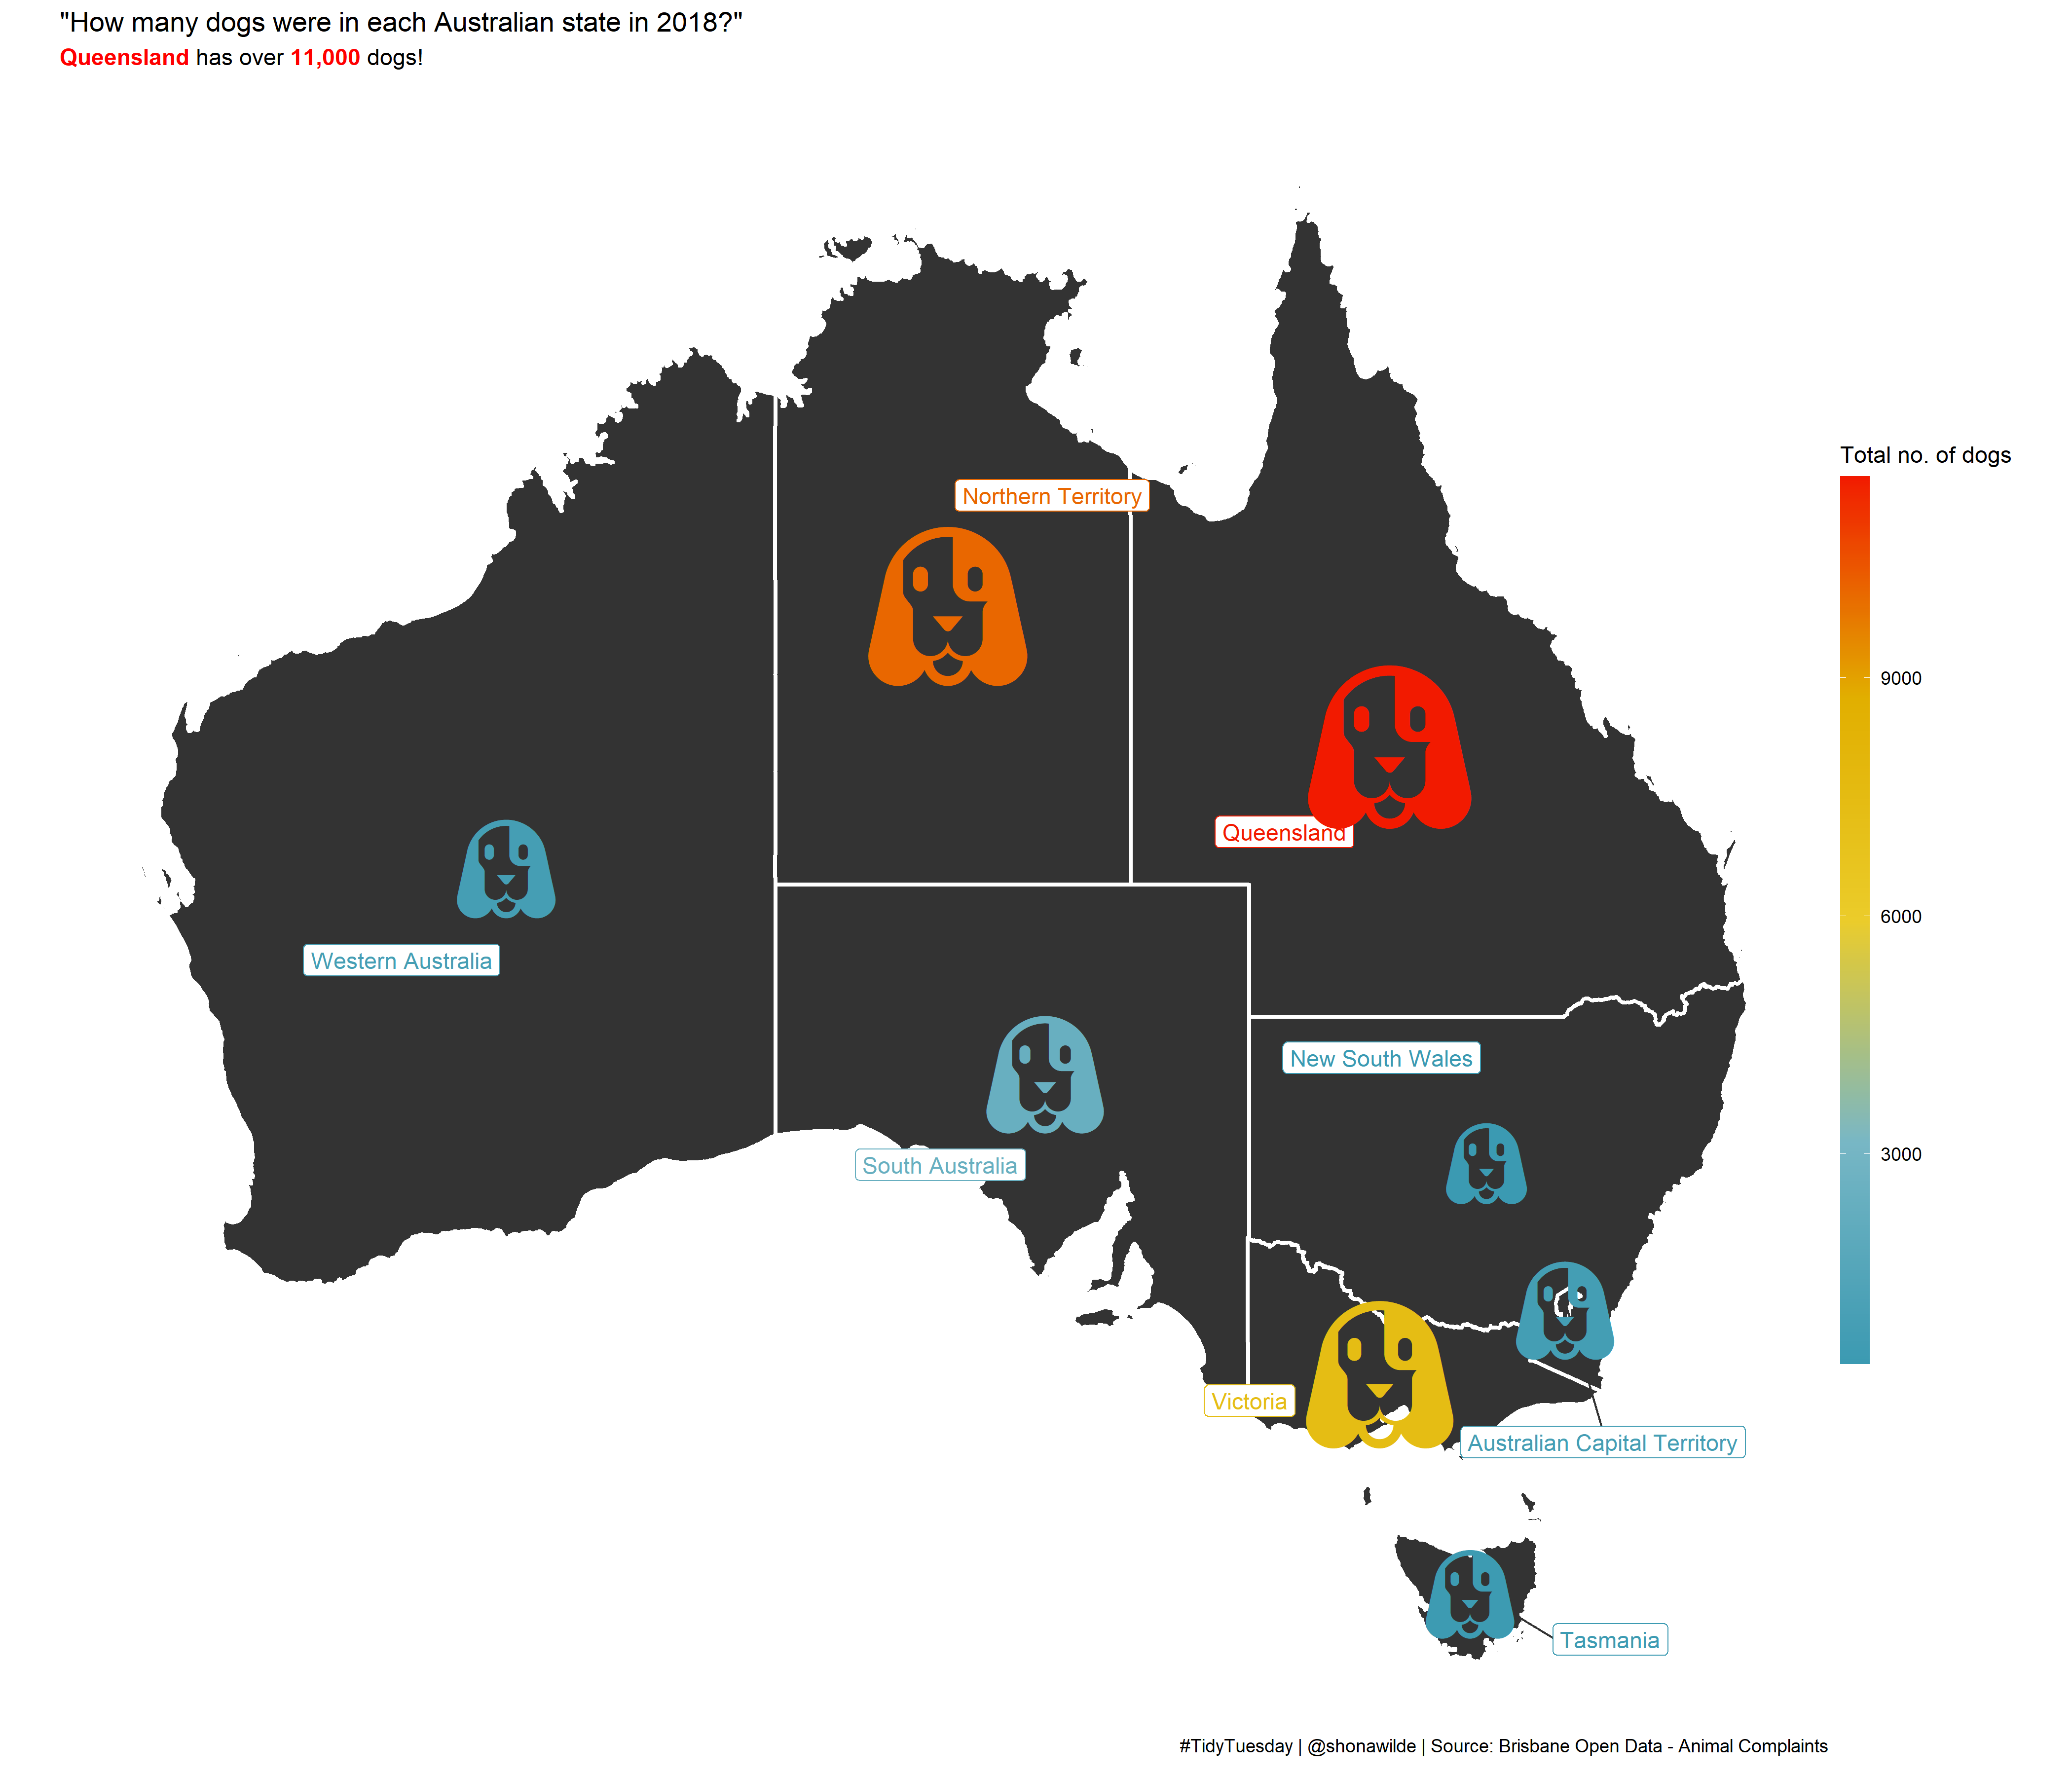 "How many dogs were in each Australian state in 2018?"
Queensland has over 11,000 dogs!
Total no. of dogs
Northern Territory
9000
Queensland
6000
Western Australia
New South Wales
3000
South Australia
Victoria
Australian Capital Territory
Tasmania
#TidyTuesday | @shonawilde | Source: Brisbane Open Data - Animal Complaints